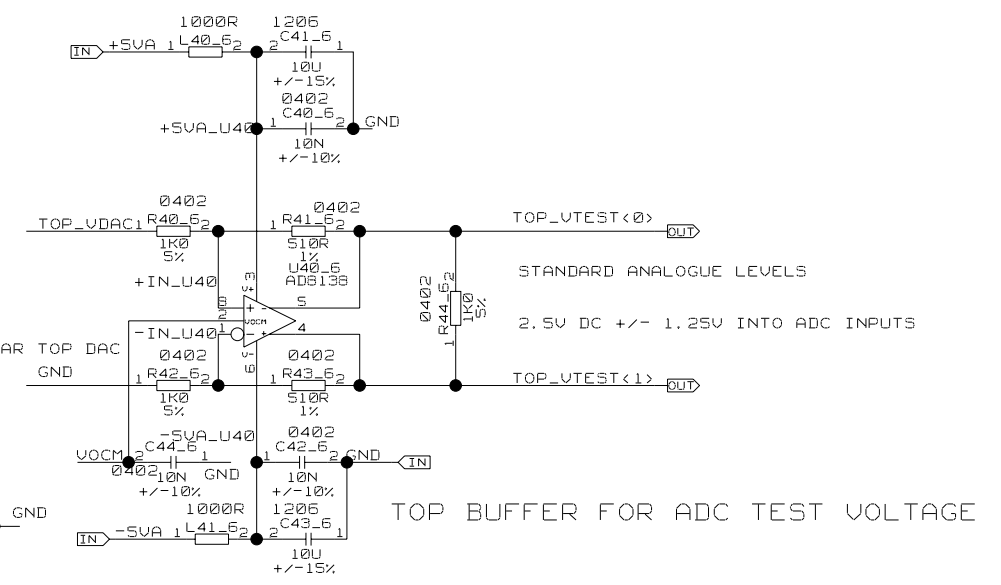 1000R 1206
IN +5VA 1 L40_6 2 2 C41_6 1
10U
+/-15%
0402
C40_6
+5VA_U40 1 2 GND
10N
+/-10%
0402 0402
TOP_VDAC 1 R40_6 2 1 R41_6 2 TOP_VTEST<0> OUT
1K0 510R
5% 1%
U40_6
AD8138
+IN_U40 V+ 3
STANDARD ANALOGUE LEVELS
0402 R44_6 2 1 1K0 5%
8 + - 5
2 VOCM
2.5V DC +/- 1.25V INTO ADC INPUTS
-IN_U40 1 - + 4
V- 6
AR TOP DAC
0402 0402
GND 1 R42_6 2 1 R43_6 2 TOP_VTEST<1> OUT
1K0 510R
5% 1%
-5VA_U40 0402
VOCM 2 C44_6 1 1 C42_6 2 GND IN
0402 10N GND 10N
+/-10% +/-10%
1000R 1206
GND
TOP BUFFER FOR ADC TEST VOLTAGE
IN -5VA 1 L41_6 2 2 C43_6 1
10U
+/-15%